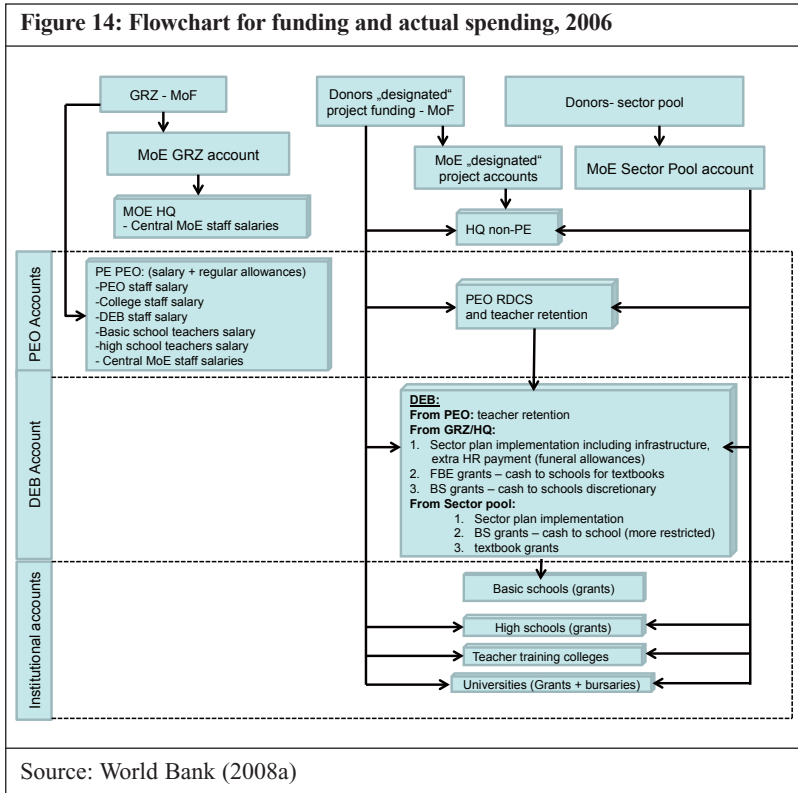 Figure 14: Flowchart for funding and actual spending, 2006
GRZ - MoF
Donors „designated“
project funding - MoF
Donors- sector pool
MoE GRZ account
MoE „designated“
project accounts
MoE Sector Pool account
MOE HQ
- Central MoE staff salaries
HQ non-PE
PEO Accounts
PE PEO: (salary + regular allowances)
-PEO staff salary
-College staff salary
-DEB staff salary
-Basic school teachers salary
-high school teachers salary
- Central MoE staff salaries
PEO RDCS
and teacher retention
DEB Account
DEB:
From PEO: teacher retention
From GRZ/HQ:
1. Sector plan implementation including infrastructure,
extra HR payment (funeral allowances)
2. FBE grants – cash to schools for textbooks
3. BS grants – cash to schools discretionary
From Sector pool:
1. Sector plan implementation
2. BS grants – cash to school (more restricted)
3. textbook grants
Institutional accounts
Basic schools (grants)
High schools (grants)
Teacher training colleges
Universities (Grants + bursaries)
Source: World Bank (2008a)